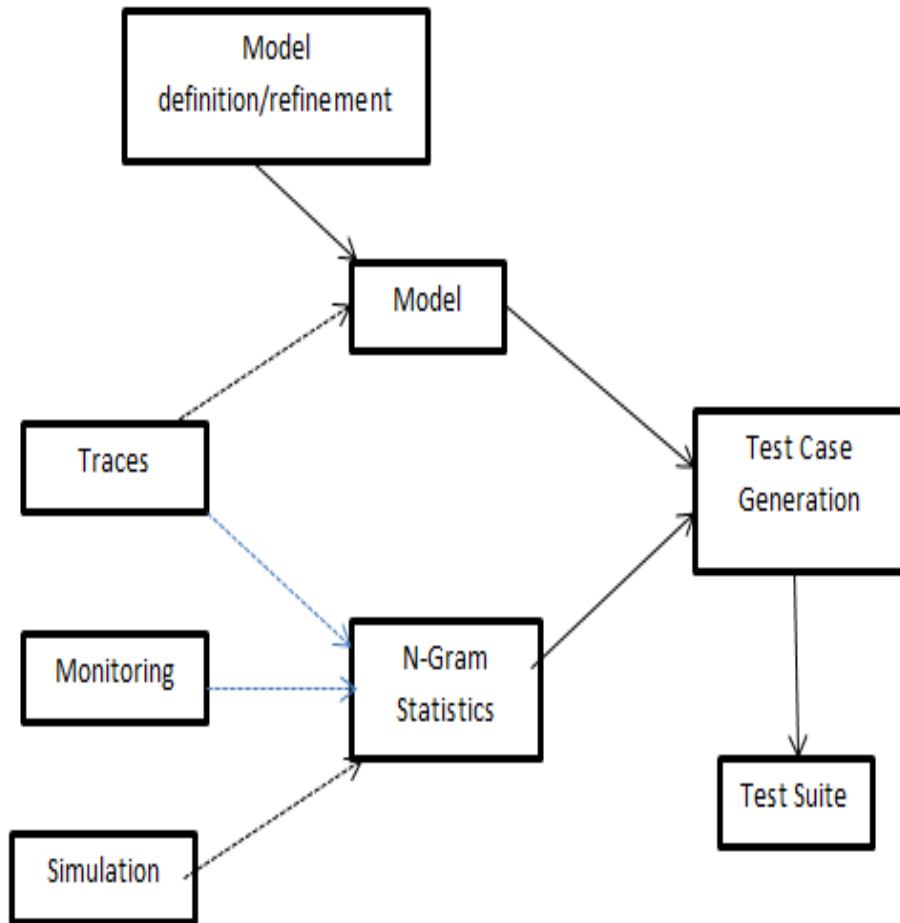 Model
definition/refinement
Model
Traces
Test Case
Generation
Monitoring
N-Gram
Statistics
Test Suite
Simulation